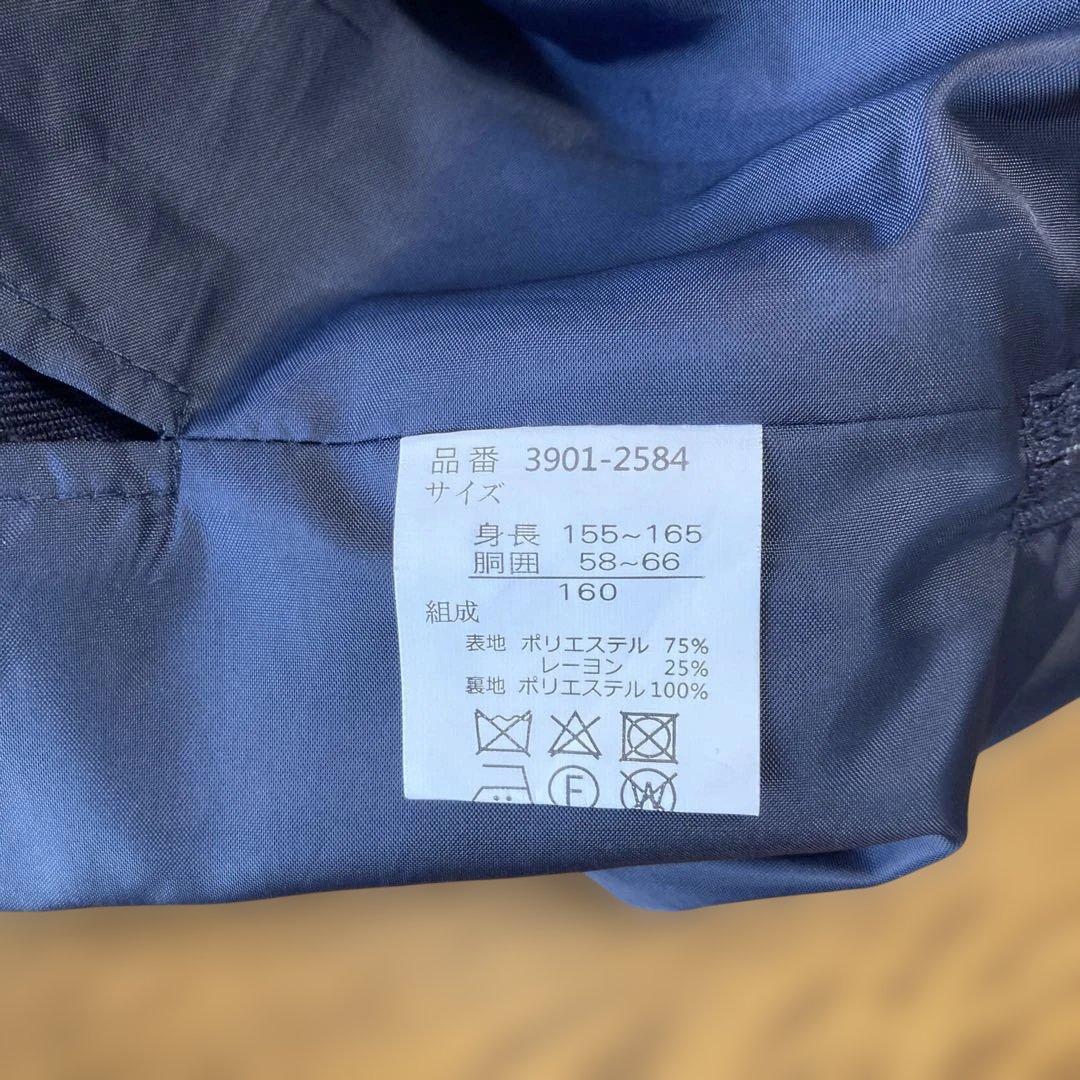 品番 3901-2584
サイズ
身長 155~165
胴囲 58~66
160
組成
表地 ポリエステル 75%
レーヨン 25%
裏地 ポリエステル 100%
F
W